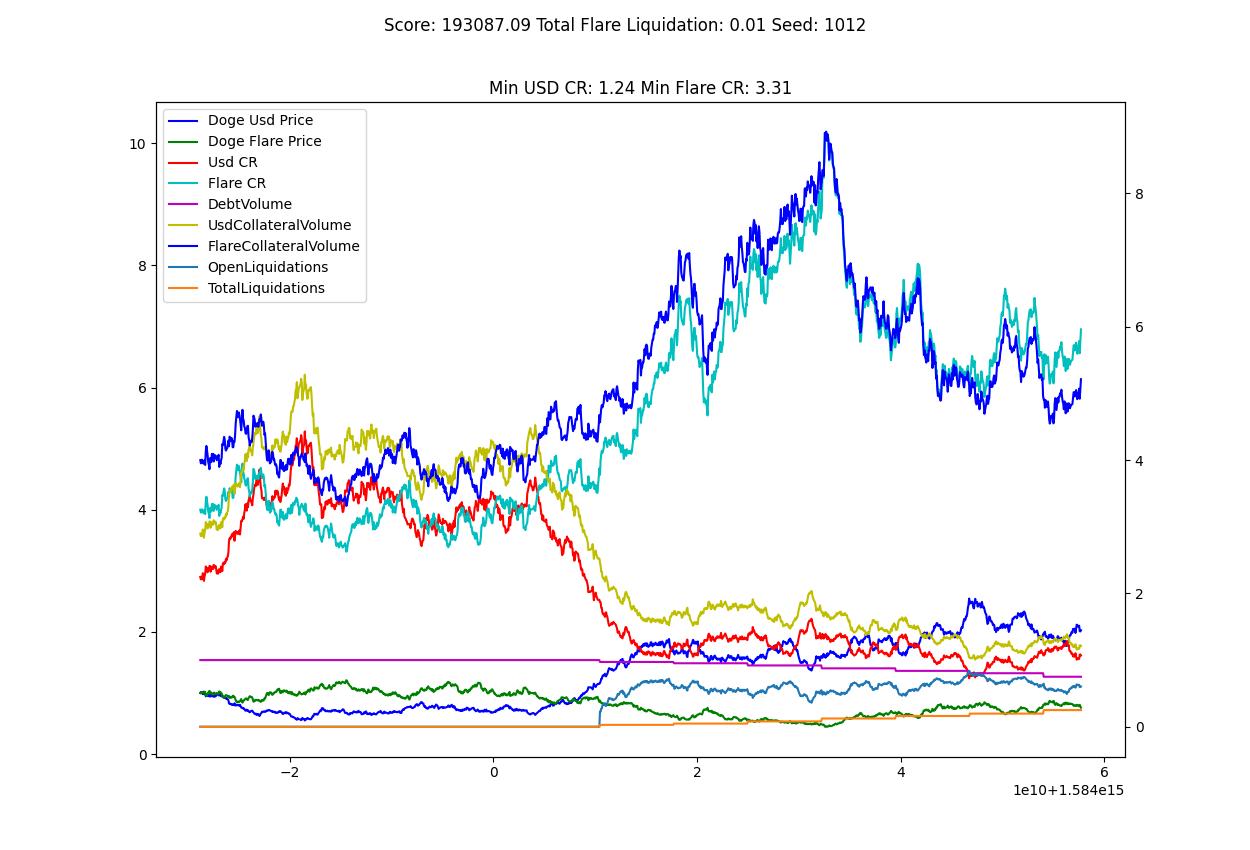 Score: 193087.09 Total Flare Liquidation: 0.01 Seed: 1012
Min USD CR: 1.24 Min Flare CR: 3.31
Doge Usd Price
Doge Flare Price
Usd CR
Flare CR
DebtVolume
UsdCollateralVolume
FlareCollateralVolume
OpenLiquidations
TotalLiquidations
10
8
6
4
2
0
8
6
4
2
0
−2 0 2 4 6
1e10+1.584e15